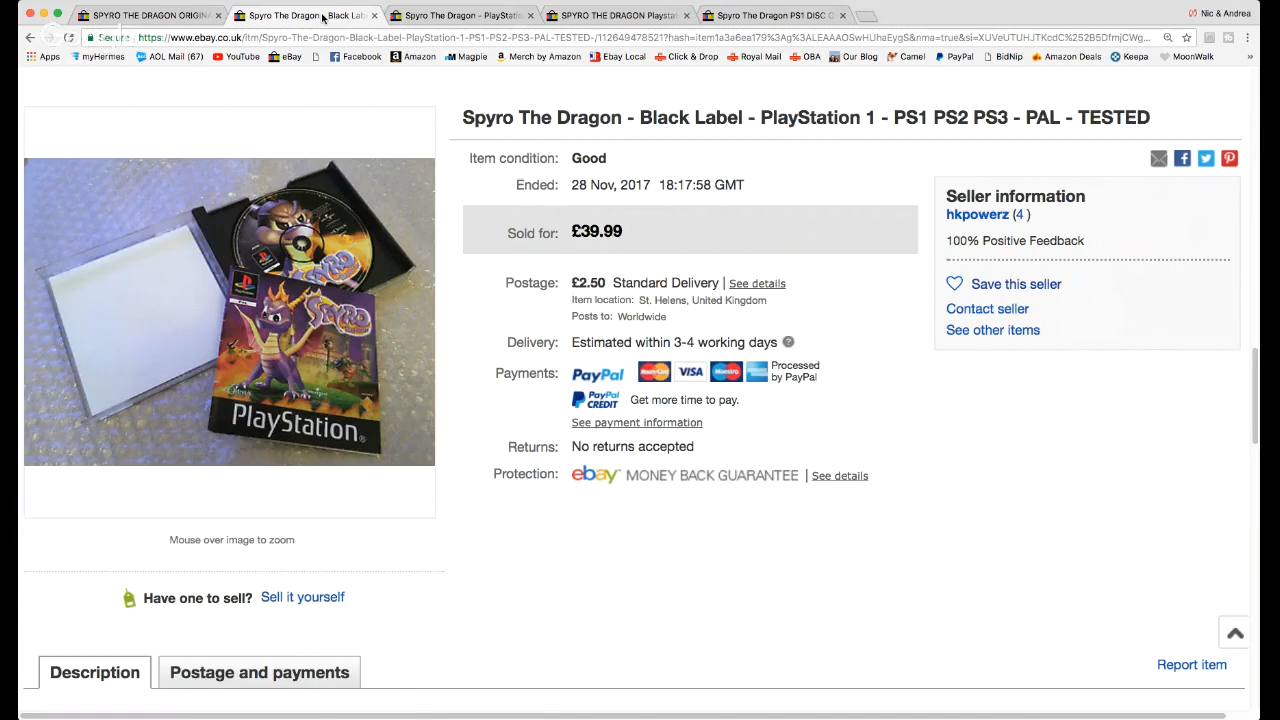 SPYRO THE DRAGON ORIGINA
Spyro The Dragon - Black Labe
Spyro The Dragon - PlayStatio
SPYRO THE DRAGON Playstati
Spyro The Dragon PS1 DISC O
Nic & Andrea
Secure
Apps myHermes AOL Mail (67) YouTube eBay Facebook Amazon Magpie Merch by Amazon Ebay Local Click & Drop Royal Mail OBA Our Blog Camel PayPal BidNip Amazon Deals Keepa MoonWalk »
Spyro The Dragon - Black Label - PlayStation 1 - PS1 PS2 PS3 - PAL - TESTED
Item condition: Good
Ended: 28 Nov, 2017 18:17:58 GMT
Sold for: £39.99
Postage: £2.50 Standard Delivery | See details
Item location: St. Helens, United Kingdom
Posts to: Worldwide
Delivery: Estimated within 3-4 working days
Payments: PayPal MasterCard VISA Maestro Processed
by PayPal
PayPal
CREDIT Get more time to pay.
See payment information
Returns: No returns accepted
Protection: ebay MONEY BACK GUARANTEE | See details
Seller information
hkpowerz (4 )
100% Positive Feedback
Save this seller
Contact seller
See other items
SPYRO
Spyro
PlayStation®
Mouse over image to zoom
Have one to sell? Sell it yourself
Description
Postage and payments
Report item